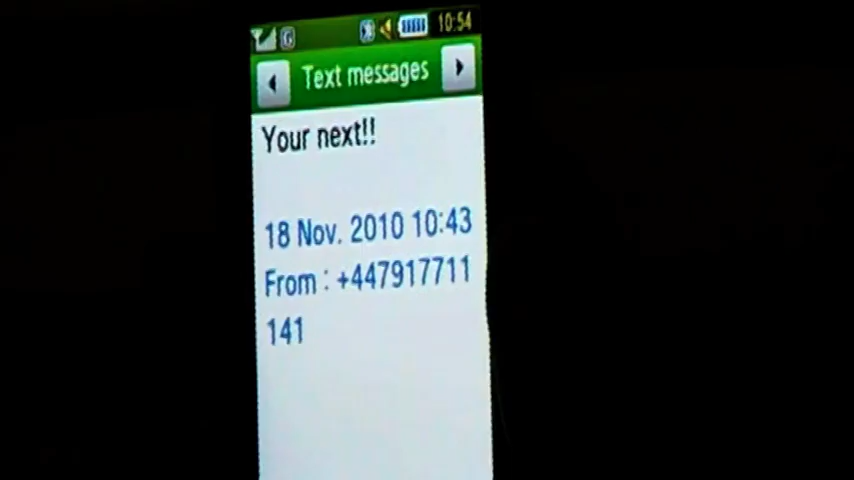 10:54
Text messages
Your next!!
18 Nov. 2010 10:43
From : +447917711
141